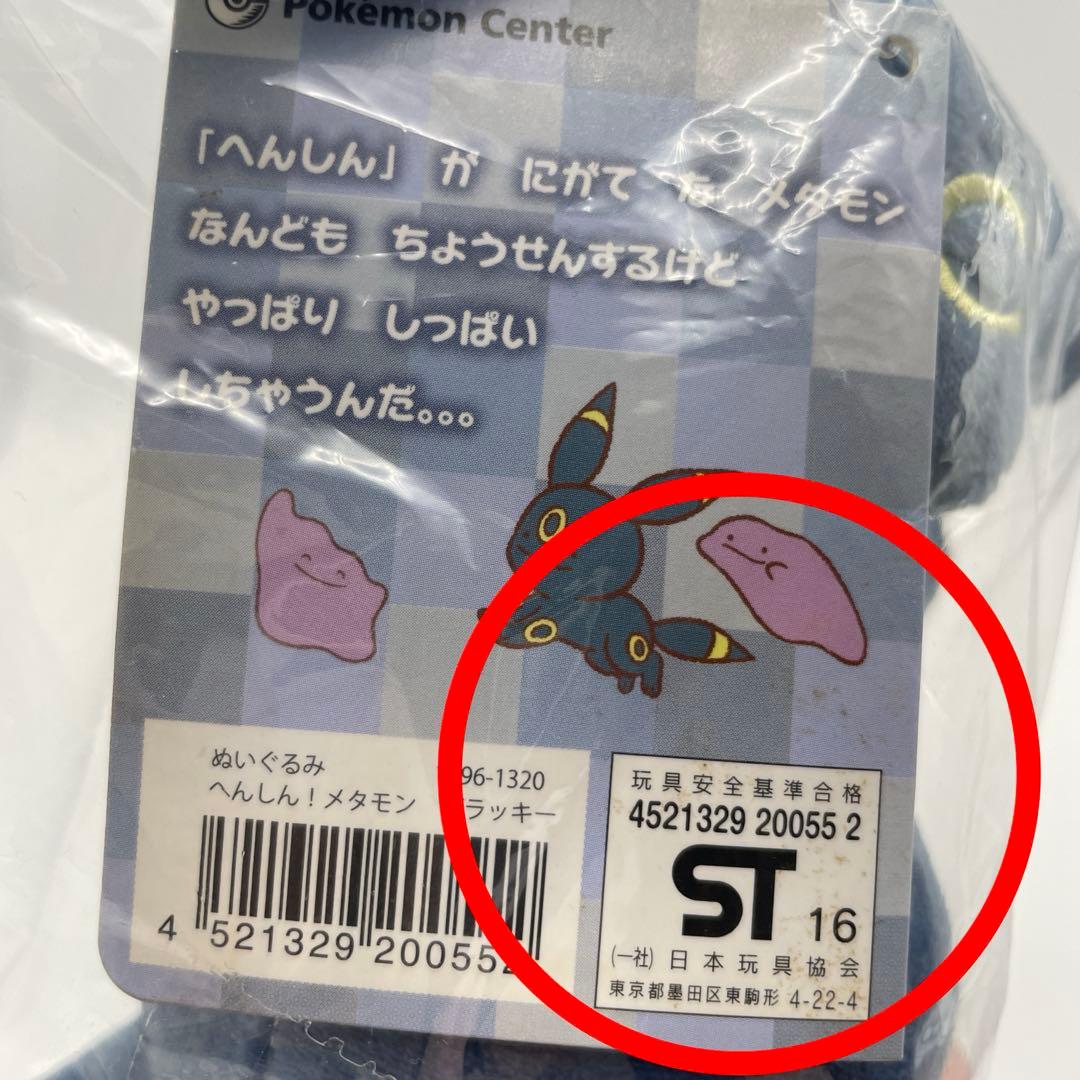 Pokémon Center
「へんしん」 が にがて な メタモン
なんども ちょうせんするけど
やっぱり しっぱい
しちゃうんだ。。。
ぬいぐるみ
96-1320
へんしん！メタモン ブラッキー
4 521329 200552
玩具安全基準合格
4521329 20055 2
ST 16
(一社) 日本玩具協会
東京都墨田区東駒形 4-22-4